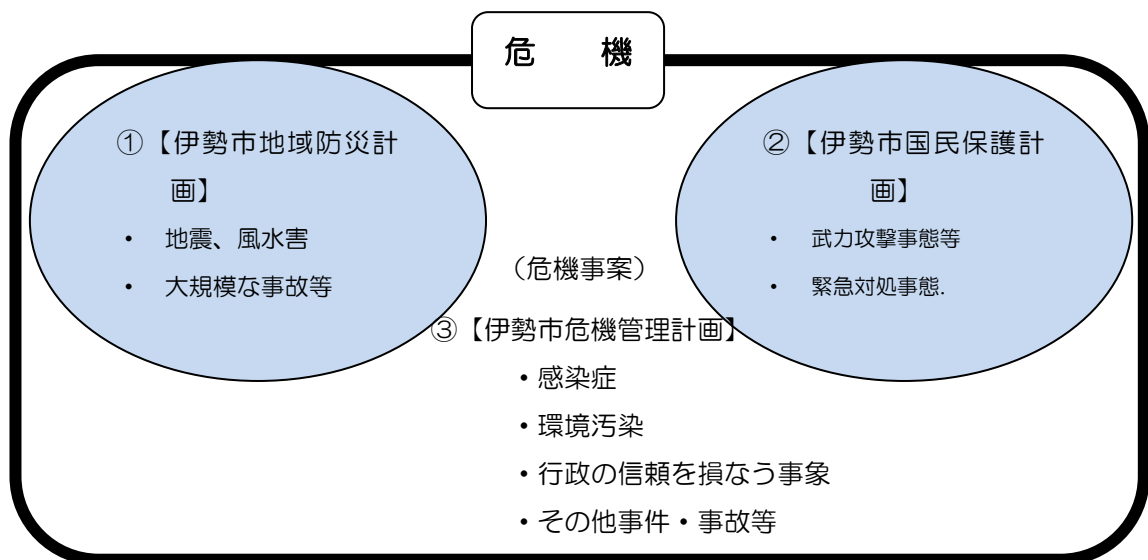 危　　機
①【伊勢市地域防災計
画】
・ 地震、風水害
・ 大規模な事故等
②【伊勢市国民保護計
画】
・ 武力攻撃事態等
・ 緊急対処事態.
（危機事案）
③【伊勢市危機管理計画】
・感染症
・環境汚染
・行政の信頼を損なう事象
・その他事件・事故等